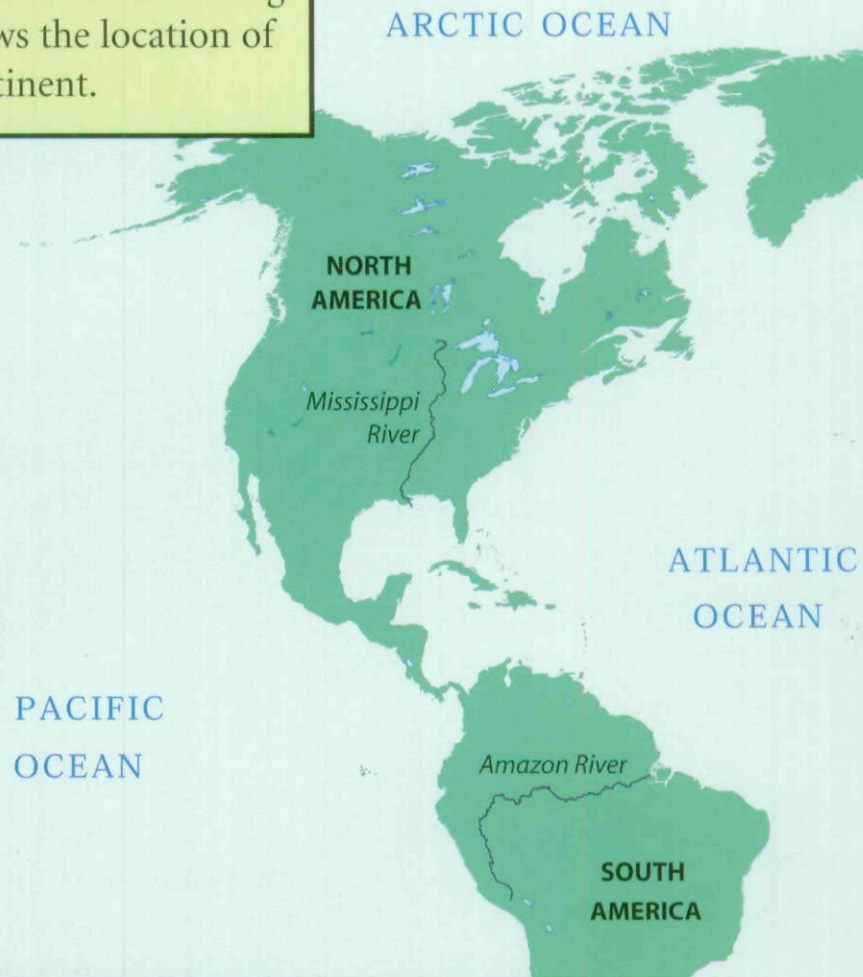 ws the location of
tinent.
ARCTIC OCEAN
NORTH
AMERICA
Mississippi
River
ATLANTIC
OCEAN
PACIFIC
OCEAN
Amazon River
SOUTH
AMERICA